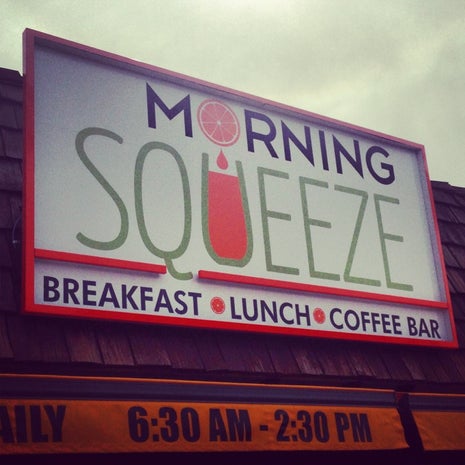 MORNING
SQUEEZE
BREAKFAST • LUNCH • COFFEE BAR
6:30 AM - 2:30 PM